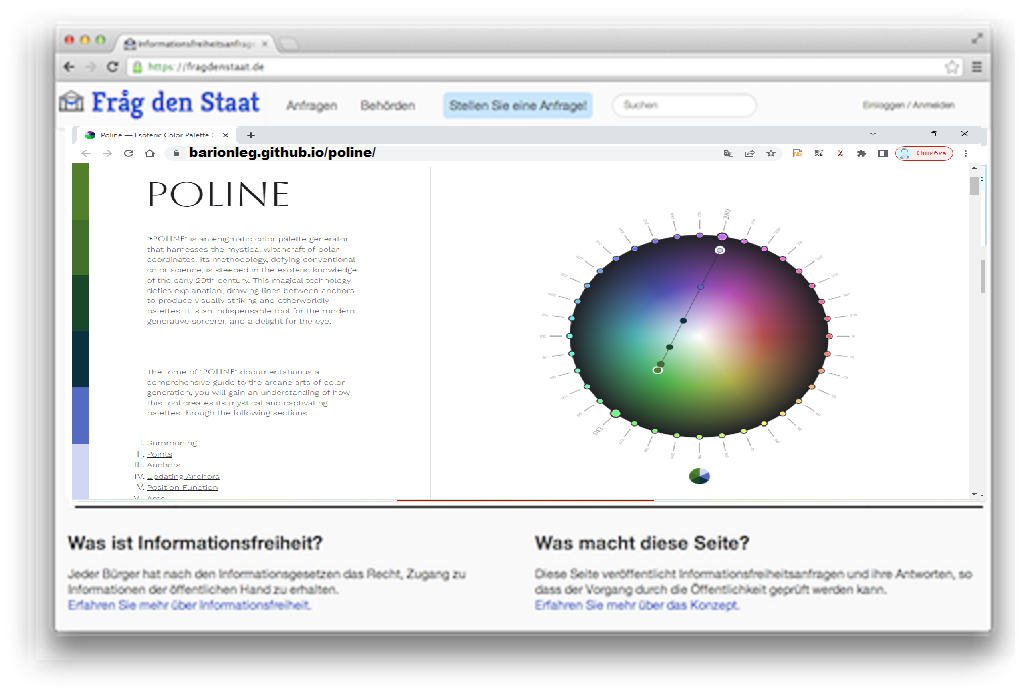 Informationsfreiheitsanfrage
https://fragdenstaat.de
Fråg den Staat
Anfragen
Behörden
Stellen Sie eine Anfrage!
Suchen
Einloggen / Anmelden
Poline — Esoteric Color Palette
barionleg.github.io/poline/
POLINE
"POLINE" is an enigmatic color palette generator
that harnesses the mystical witchcraft of polar
coordinates. Its methodology, defying conventional
color science, is steeped in the esoteric knowledge
of the early 20th century. This magical technology
defies explanation, drawing lines between anchors
to produce visually striking and otherworldly
palettes. It is an indispensable tool for the modern
generative sorcerer, and a delight for the eye.
The tome of "POLINE" documentation is a
comprehensive guide to the arcane arts of color
generation, you will gain an understanding of how
this tool creates its mystical and captivating
palettes, through the following sections:
I. Summoning
II. Points
III. Anchors
IV. Updating Anchors
V. Position Function
VI. Arcs
Was ist Informationsfreiheit?
Jeder Bürger hat nach den Informationsgesetzen das Recht, Zugang zu
Informationen der öffentlichen Hand zu erhalten.
Erfahren Sie mehr über Informationsfreiheit.
Was macht diese Seite?
Diese Seite veröffentlicht Informationsfreiheitsanfragen und ihre Antworten, so
dass der Vorgang durch die Öffentlichkeit geprüft werden kann.
Erfahren Sie mehr über das Konzept.